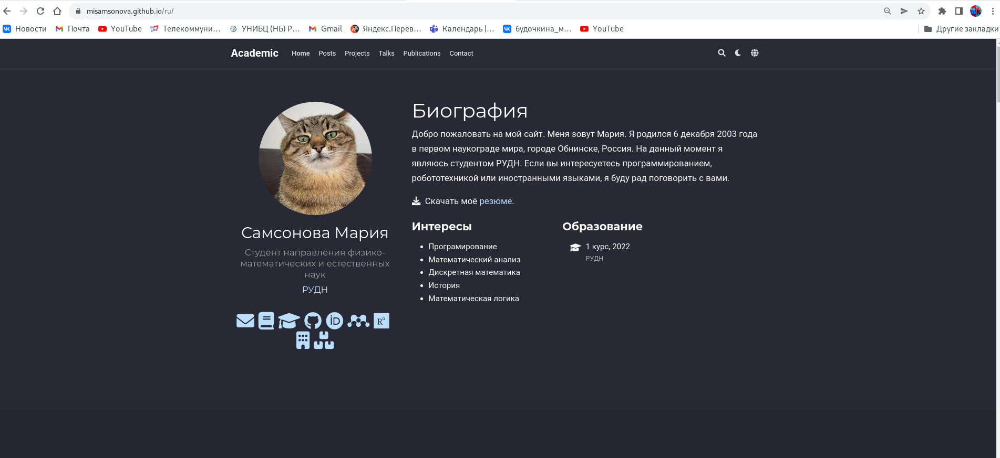 misamsonova.github.io/ru/
Новости Почта YouTube Телекоммуни... УНИБЦ (НБ) Р... Gmail Яндекс.Перев... Календарь |... будочкина_м... YouTube Другие закладки
Academic Home Posts Projects Talks Publications Contact
Биография
Добро пожаловать на мой сайт. Меня зовут Мария. Я родился 6 декабря 2003 года
в первом наукограде мира, городе Обнинске, Россия. На данный момент я
являюсь студентом РУДН. Если вы интересуетесь программированием,
робототехникой или иностранными языками, я буду рад поговорить с вами.
Скачать моё резюме.
Самсонова Мария
Студент направления физико-
математических и естественных
наук
РУДН
iD
RG
Интересы
Програмирование
Математический анализ
Дискретная математика
История
Математическая логика
Образование
1 курс, 2022
РУДН